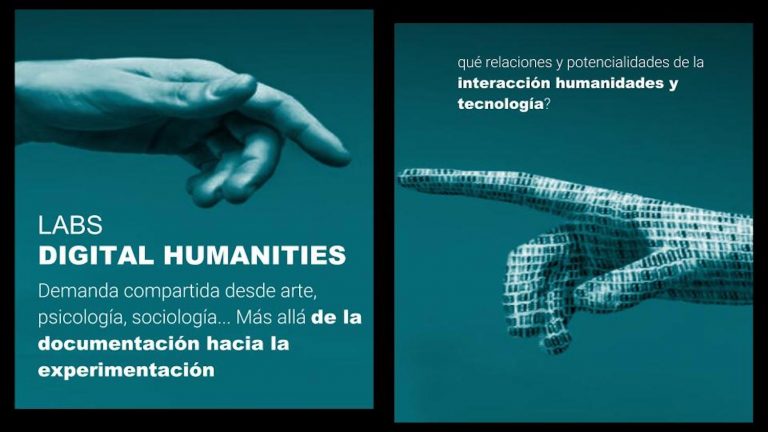 LABS
DIGITAL HUMANITIES
Demanda compartida desde arte,
psicología, sociología... Más allá de la
documentación hacia la
experimentación
qué relaciones y potencialidades de la
interacción humanidades y
tecnología?